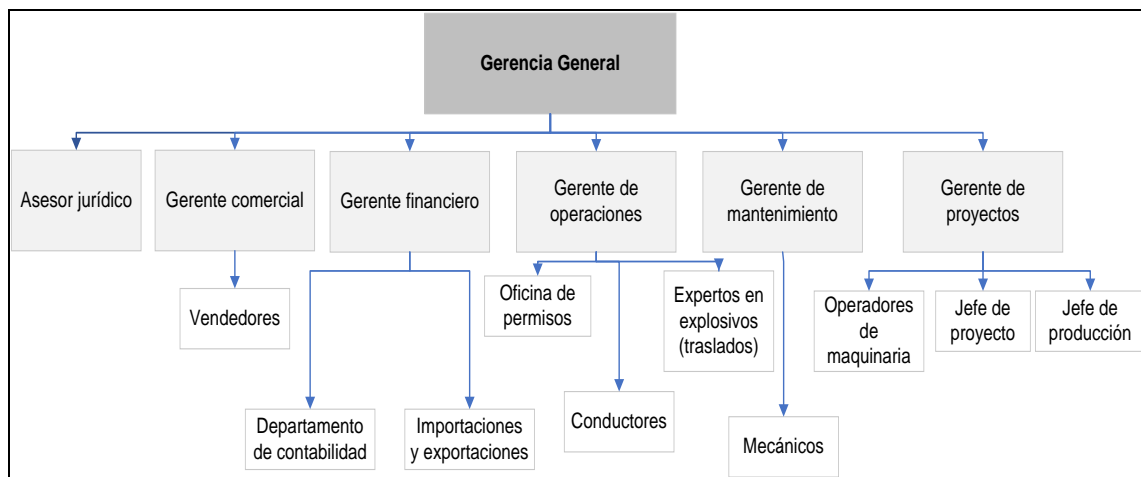 Gerencia General
Asesor jurídico
Gerente comercial
Gerente financiero
Gerente de
operaciones
Gerente de
mantenimiento
Gerente de
proyectos
Vendedores
Oficina de
permisos
Expertos en
explosivos
(traslados)
Operadores
de
maquinaria
Jefe de
proyecto
Jefe de
producción
Departamento
de contabilidad
Importaciones
y exportaciones
Conductores
Mecánicos